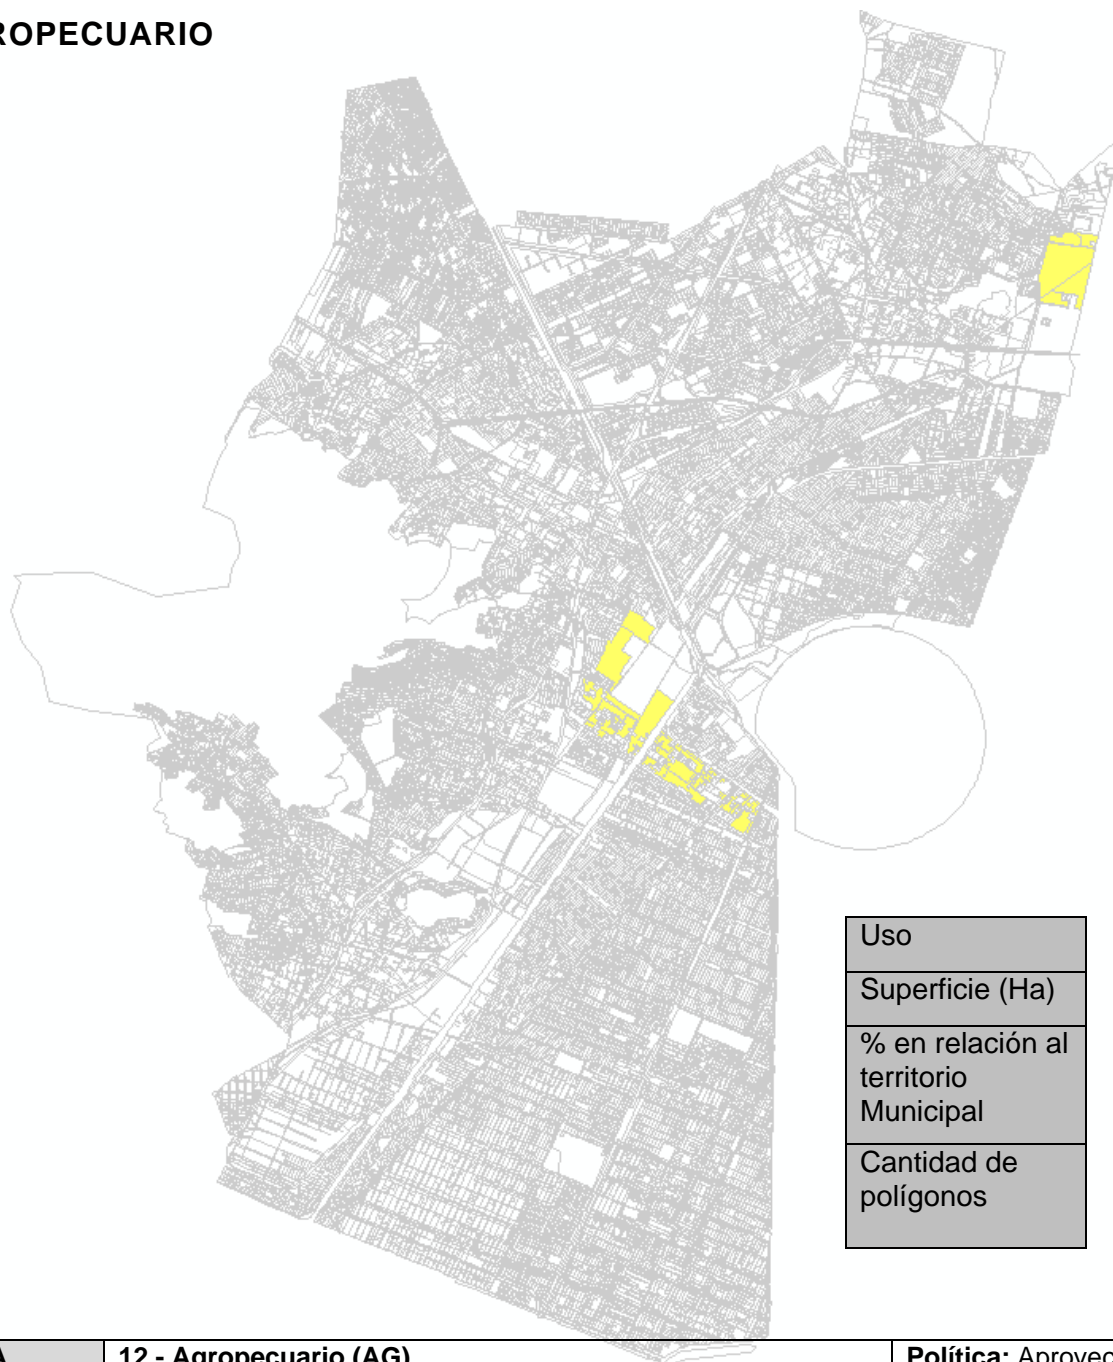 ROPECUARIO
Uso
Superficie (Ha)
% en relación al
territorio
Municipal
Cantidad de
polígonos
A 12 - Agropecuario (AG) Política: Aprovec